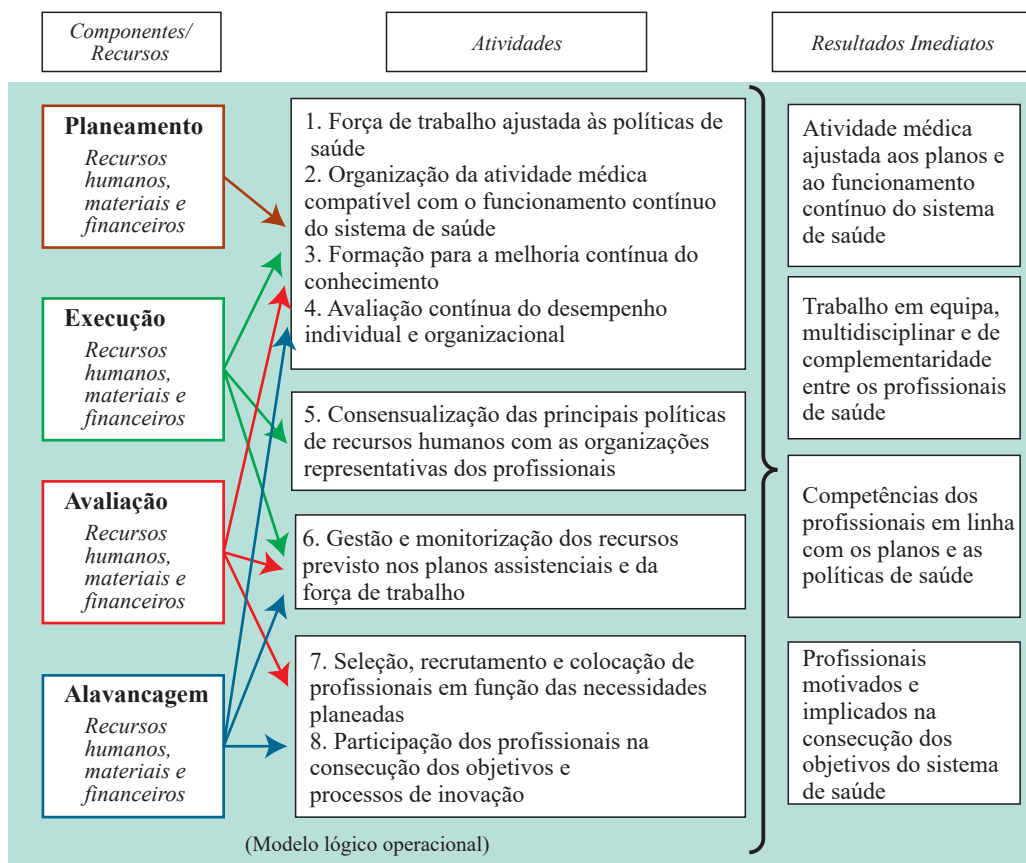 Componentes/
Recursos
Atividades
Resultados Imediatos
Planeamento
Recursos
humanos,
materiais e
financeiros
Execução
Recursos
humanos,
materiais e
financeiros
Avaliação
Recursos
humanos,
materiais e
financeiros
Alavancagem
Recursos
humanos,
materiais e
financeiros
1. Força de trabalho ajustada às políticas de
saúde
2. Organização da atividade médica
compatível com o funcionamento contínuo
do sistema de saúde
3. Formação para a melhoria contínua do
conhecimento
4. Avaliação contínua do desempenho
individual e organizacional
5. Consensualização das principais políticas
de recursos humanos com as organizações
representativas dos profissionais
6. Gestão e monitorização dos recursos
previsto nos planos assistenciais e da
força de trabalho
7. Seleção, recrutamento e colocação de
profissionais em função das necessidades
planeadas
8. Participação dos profissionais na
consecução dos objetivos e
processos de inovação
Atividade médica
ajustada aos planos e
ao funcionamento
contínuo do sistema
de saúde
Trabalho em equipa,
multidisciplinar e de
complementaridade
entre os profissionais
de saúde
Competências dos
profissionais em linha
com os planos e as
políticas de saúde
Profissionais
motivados e
implicados na
consecução dos
objetivos do sistema
de saúde
(Modelo lógico operacional)